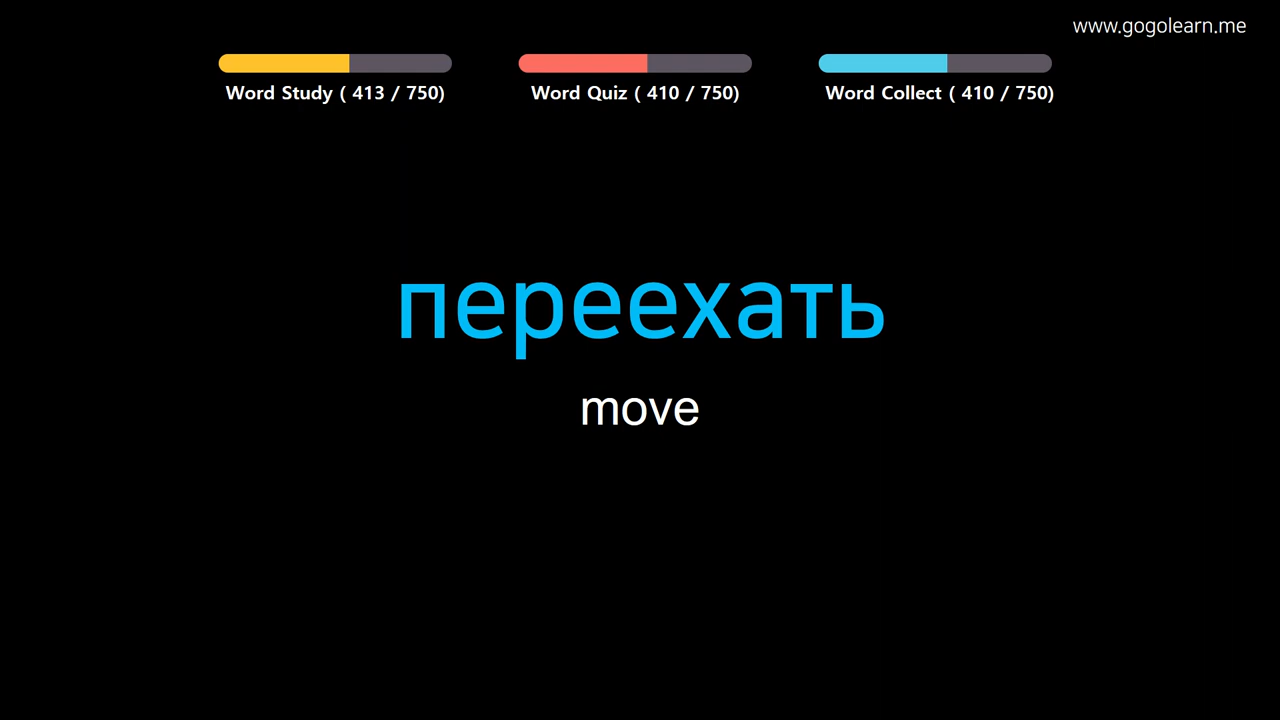 www.gogolearn.me
Word Study ( 413 / 750)
Word Quiz ( 410 / 750)
Word Collect ( 410 / 750)
переехать
move